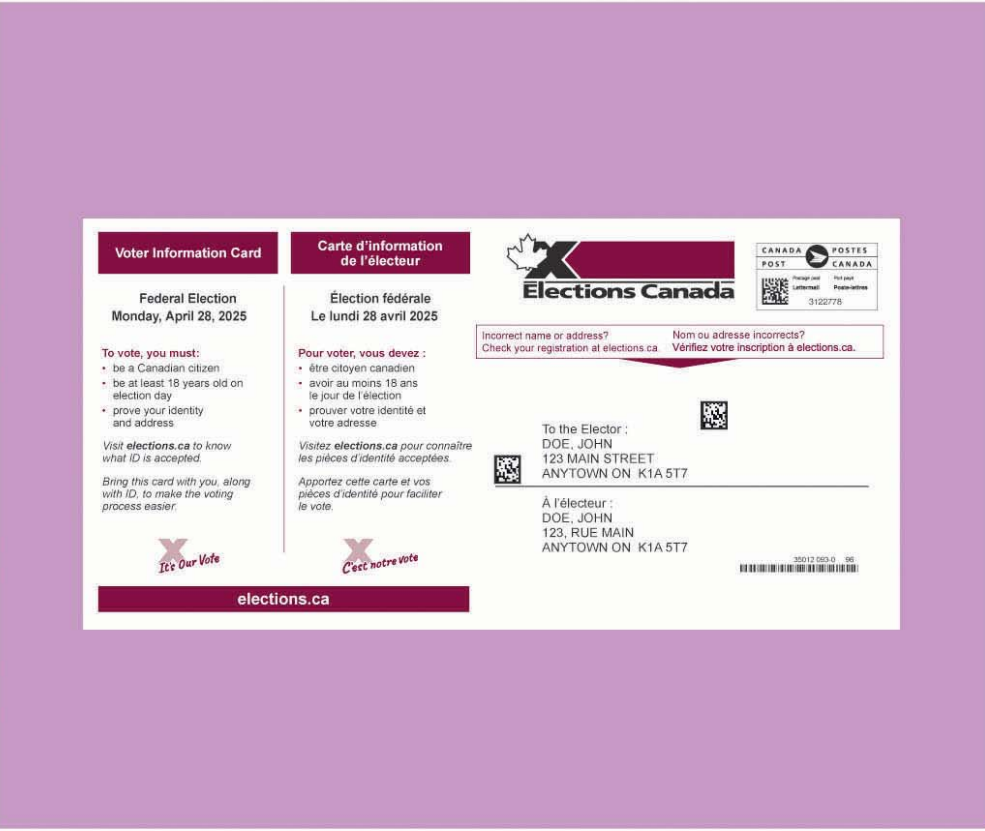 Voter Information Card
Federal Election
Monday, April 28, 2025
To vote, you must:
• be a Canadian citizen
• be at least 18 years old on
election day
• prove your identity
and address
Visit elections.ca to know
what ID is accepted.
Bring this card with you, along
with ID, to make the voting
process easier.
It's Our Vote
Carte d'information
de l'électeur
Élection fédérale
Le lundi 28 avril 2025
Pour voter, vous devez :
• être citoyen canadien
• avoir au moins 18 ans
le jour de l'élection
• prouver votre identité et
votre adresse
Visitez elections.ca pour connaître
les pièces d'identité acceptées.
Apportez cette carte et vos
pièces d'identité pour faciliter
le vote.
C'est notre vote
elections.ca
Elections Canada
CANADA POSTES
POST CANADA
Postage paid Port payé
Lettermail Poste-lettres
3122778
Incorrect name or address?
Check your registration at elections.ca.
Nom ou adresse incorrects?
Vérifiez votre inscription à elections.ca.
To the Elector :
DOE, JOHN
123 MAIN STREET
ANYTOWN ON K1A 5T7
À l'électeur :
DOE, JOHN
123, RUE MAIN
ANYTOWN ON K1A 5T7
35012 093-0 96